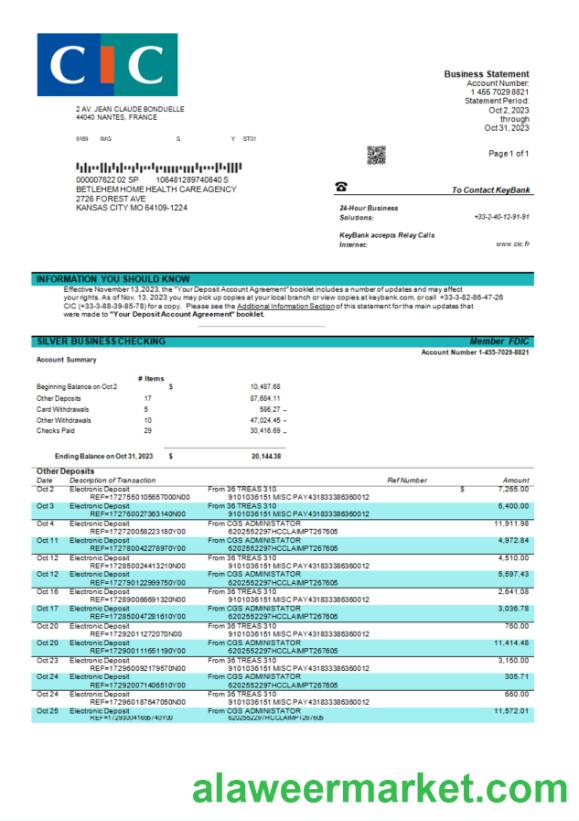 CIC
2 AV. JEAN CLAUDE BONDUELLE
44040 NANTES, FRANCE
9169 IMG S Y ST01
Business Statement
Account Number:
1 455 7029 8821
Statement Period:
Oct 2, 2023
through
Oct 31, 2023
Page 1 of 1
000007622 02 SP 106481289740840 S
BETLEHEM HOME HEALTH CARE AGENCY
2726 FOREST AVE
KANSAS CITY MO 64109-1224
To Contact KeyBank
24-Hour Business
Solutions: +33-2-40-12-91-91
KeyBank accepts Relay Calls
Internet: www.cic.fr
INFORMATION YOU SHOULD KNOW
Effective November 13,2023, the "Your Deposit Account Agreement" booklet includes a number of updates and may affect
your rights. As of Nov. 13, 2023 you may pick up copies at your local branch or view copies at keybank.com, or call +33-3-82-86-47-26
CIC (+33-3-88-39-85-78) for a copy. Please see the Additional Information Section of this statement for the main updates that
were made to "Your Deposit Account Agreement" booklet.
SILVER BUSINESS CHECKING Member FDIC
Account Number 1-455-7029-8821
Account Summary
# Items
Beginning Balance on Oct 2 $ 10,487.68
Other Deposits 17 87,684.11
Card Withdrawals 5 586,27 –
Other Withdrawals 10 47,024.45 –
Checks Paid 29 30,416.69 –
Ending Balance on Oct 31, 2023 $ 20,144.38
Other Deposits
Date Description of Transaction Ref Number Amount
Oct 2 Electronic Deposit From 36 TREAS 310 $ 7,265.00
REF=1727550105657000N00 9101036151 MISC PAY431833386360012
Oct 3 Electronic Deposit From 36 TREAS 310 6,400.00
REF=172760027363140N00 9101036151 MISC PAY431833386360012
Oct 4 Electronic Deposit From CGS ADMINISTATOR 11,911.98
REF=172720058223180Y00 6202552297HCCLAIMPT267605
Oct 11 Electronic Deposit From CGS ADMINISTATOR 4,972.84
REF=172780042278970Y00 6202552297HCCLAIMPT267605
Oct 12 Electronic Deposit From 36 TREAS 310 4,510.00
REF=172850024413210N00 9101036151 MISC PAY431833386360012
Oct 12 Electronic Deposit From CGS ADMINISTATOR 5,597.43
REF=172790122999750Y00 6202552297HCCLAIMPT267605
Oct 16 Electronic Deposit From 36 TREAS 310 2,641.08
REF=172890066691320N00 9101036151 MISC PAY431833386360012
Oct 17 Electronic Deposit From CGS ADMINISTATOR 3,036.78
REF=172850047281610Y00 6202552297HCCLAIMPT267605
Oct 20 Electronic Deposit From 36 TREAS 310 760.00
REF=17292011272070N00 9101036151 MISC PAY431833386360012
Oct 20 Electronic Deposit From CGS ADMINISTATOR 11,414.48
REF=172900111651190Y00 6202552297HCCLAIMPT267605
Oct 23 Electronic Deposit From 36 TREAS 310 3,150.00
REF=172960092179570N00 9101036151 MISC PAY431833386360012
Oct 24 Electronic Deposit From CGS ADMINISTATOR 305.71
REF=172920071406510Y00 6202552297HCCLAIMPT267605
Oct 24 Electronic Deposit From 36 TREAS 310 660.00
REF=172960187647050N00 9101036151 MISC PAY431833386360012
Oct 25 Electronic Deposit From CGS ADMINISTATOR 11,572.01
6202552297HCCLAIMPT267605
alaweermarket.com